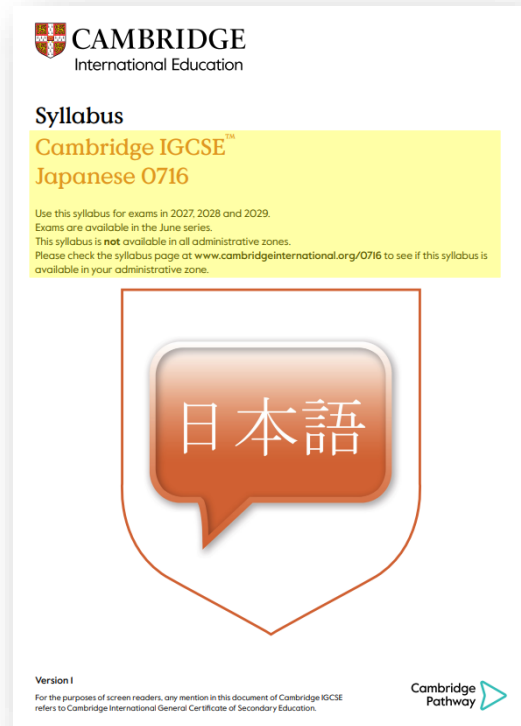 CAMBRIDGE
International Education
Syllabus
Cambridge IGCSE™
Japanese 0716
Use this syllabus for exams in 2027, 2028 and 2029.
Exams are available in the June series.
This syllabus is not available in all administrative zones.
Please check the syllabus page at www.cambridgeinternational.org/0716 to see if this syllabus is
available in your administrative zone.
日本語
Version 1
For the purposes of screen readers, any mention in this document of Cambridge IGCSE
refers to Cambridge International General Certificate of Secondary Education.
Cambridge
Pathway